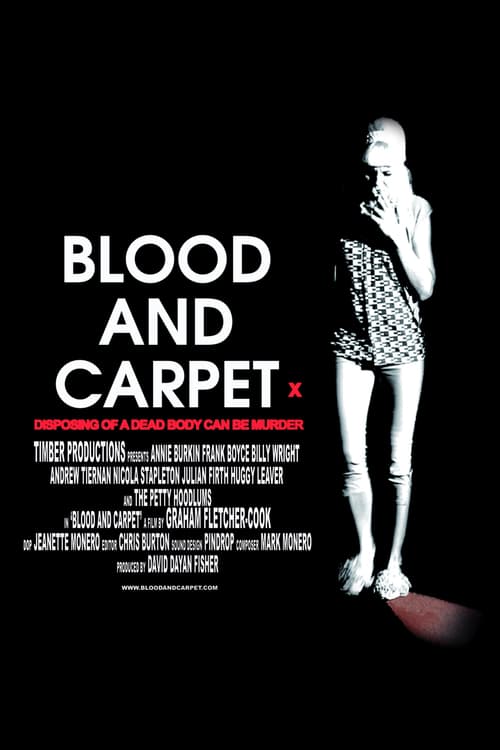 BLOOD
AND
CARPET x
DISPOSING OF A DEAD BODY CAN BE MURDER
TIMBER PRODUCTIONS PRESENTS ANNIE BURKIN FRANK BOYCE BILLY WRIGHT
ANDREW TIERNAN NICOLA STAPLETON JULIAN FIRTH HUGGY LEAVER
AND THE PETTY HOODLUMS
IN 'BLOOD AND CARPET' A FILM BY GRAHAM FLETCHER-COOK
DOP JEANETTE MONERO EDITOR CHRIS BURTON SOUND DESIGN PINDROP COMPOSER MARK MONERO
PRODUCED BY DAVID DAYAN FISHER
WWW.BLOODANDCARPET.COM